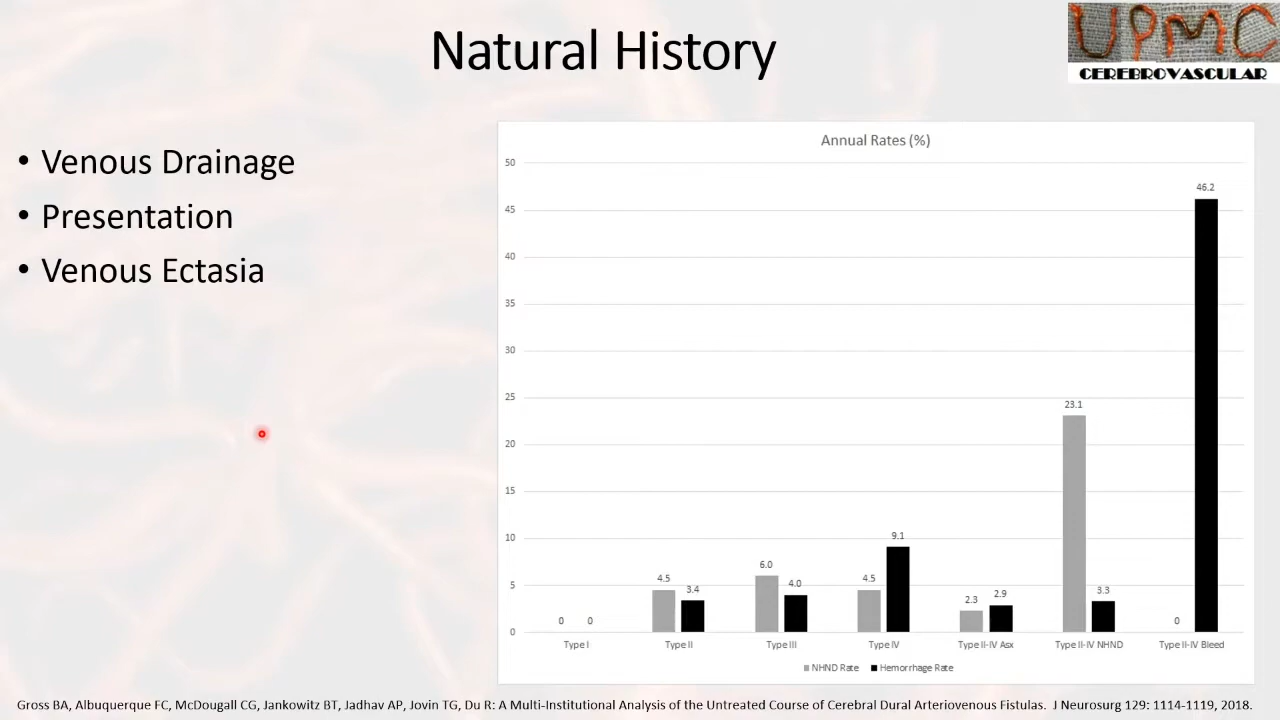 Natural History
UPMC
CEREBROVASCULAR
• Venous Drainage
• Presentation
• Venous Ectasia
Annual Rates (%)
50
45
40
35
30
25
20
15
10
5
0
0 0
4.5 3.4
6.0 4.0
4.5 9.1
2.3 2.9
23.1 3.3
0 46.2
Type I Type II Type III Type IV Type II-IV Asx Type II-IV NHND Type II-IV Bleed
NHND Rate Hemorrhage Rate
Gross BA, Albuquerque FC, McDougall CG, Jankowitz BT, Jadhav AP, Jovin TG, Du R: A Multi-Institutional Analysis of the Untreated Course of Cerebral Dural Arteriovenous Fistulas. J Neurosurg 129: 1114-1119, 2018.